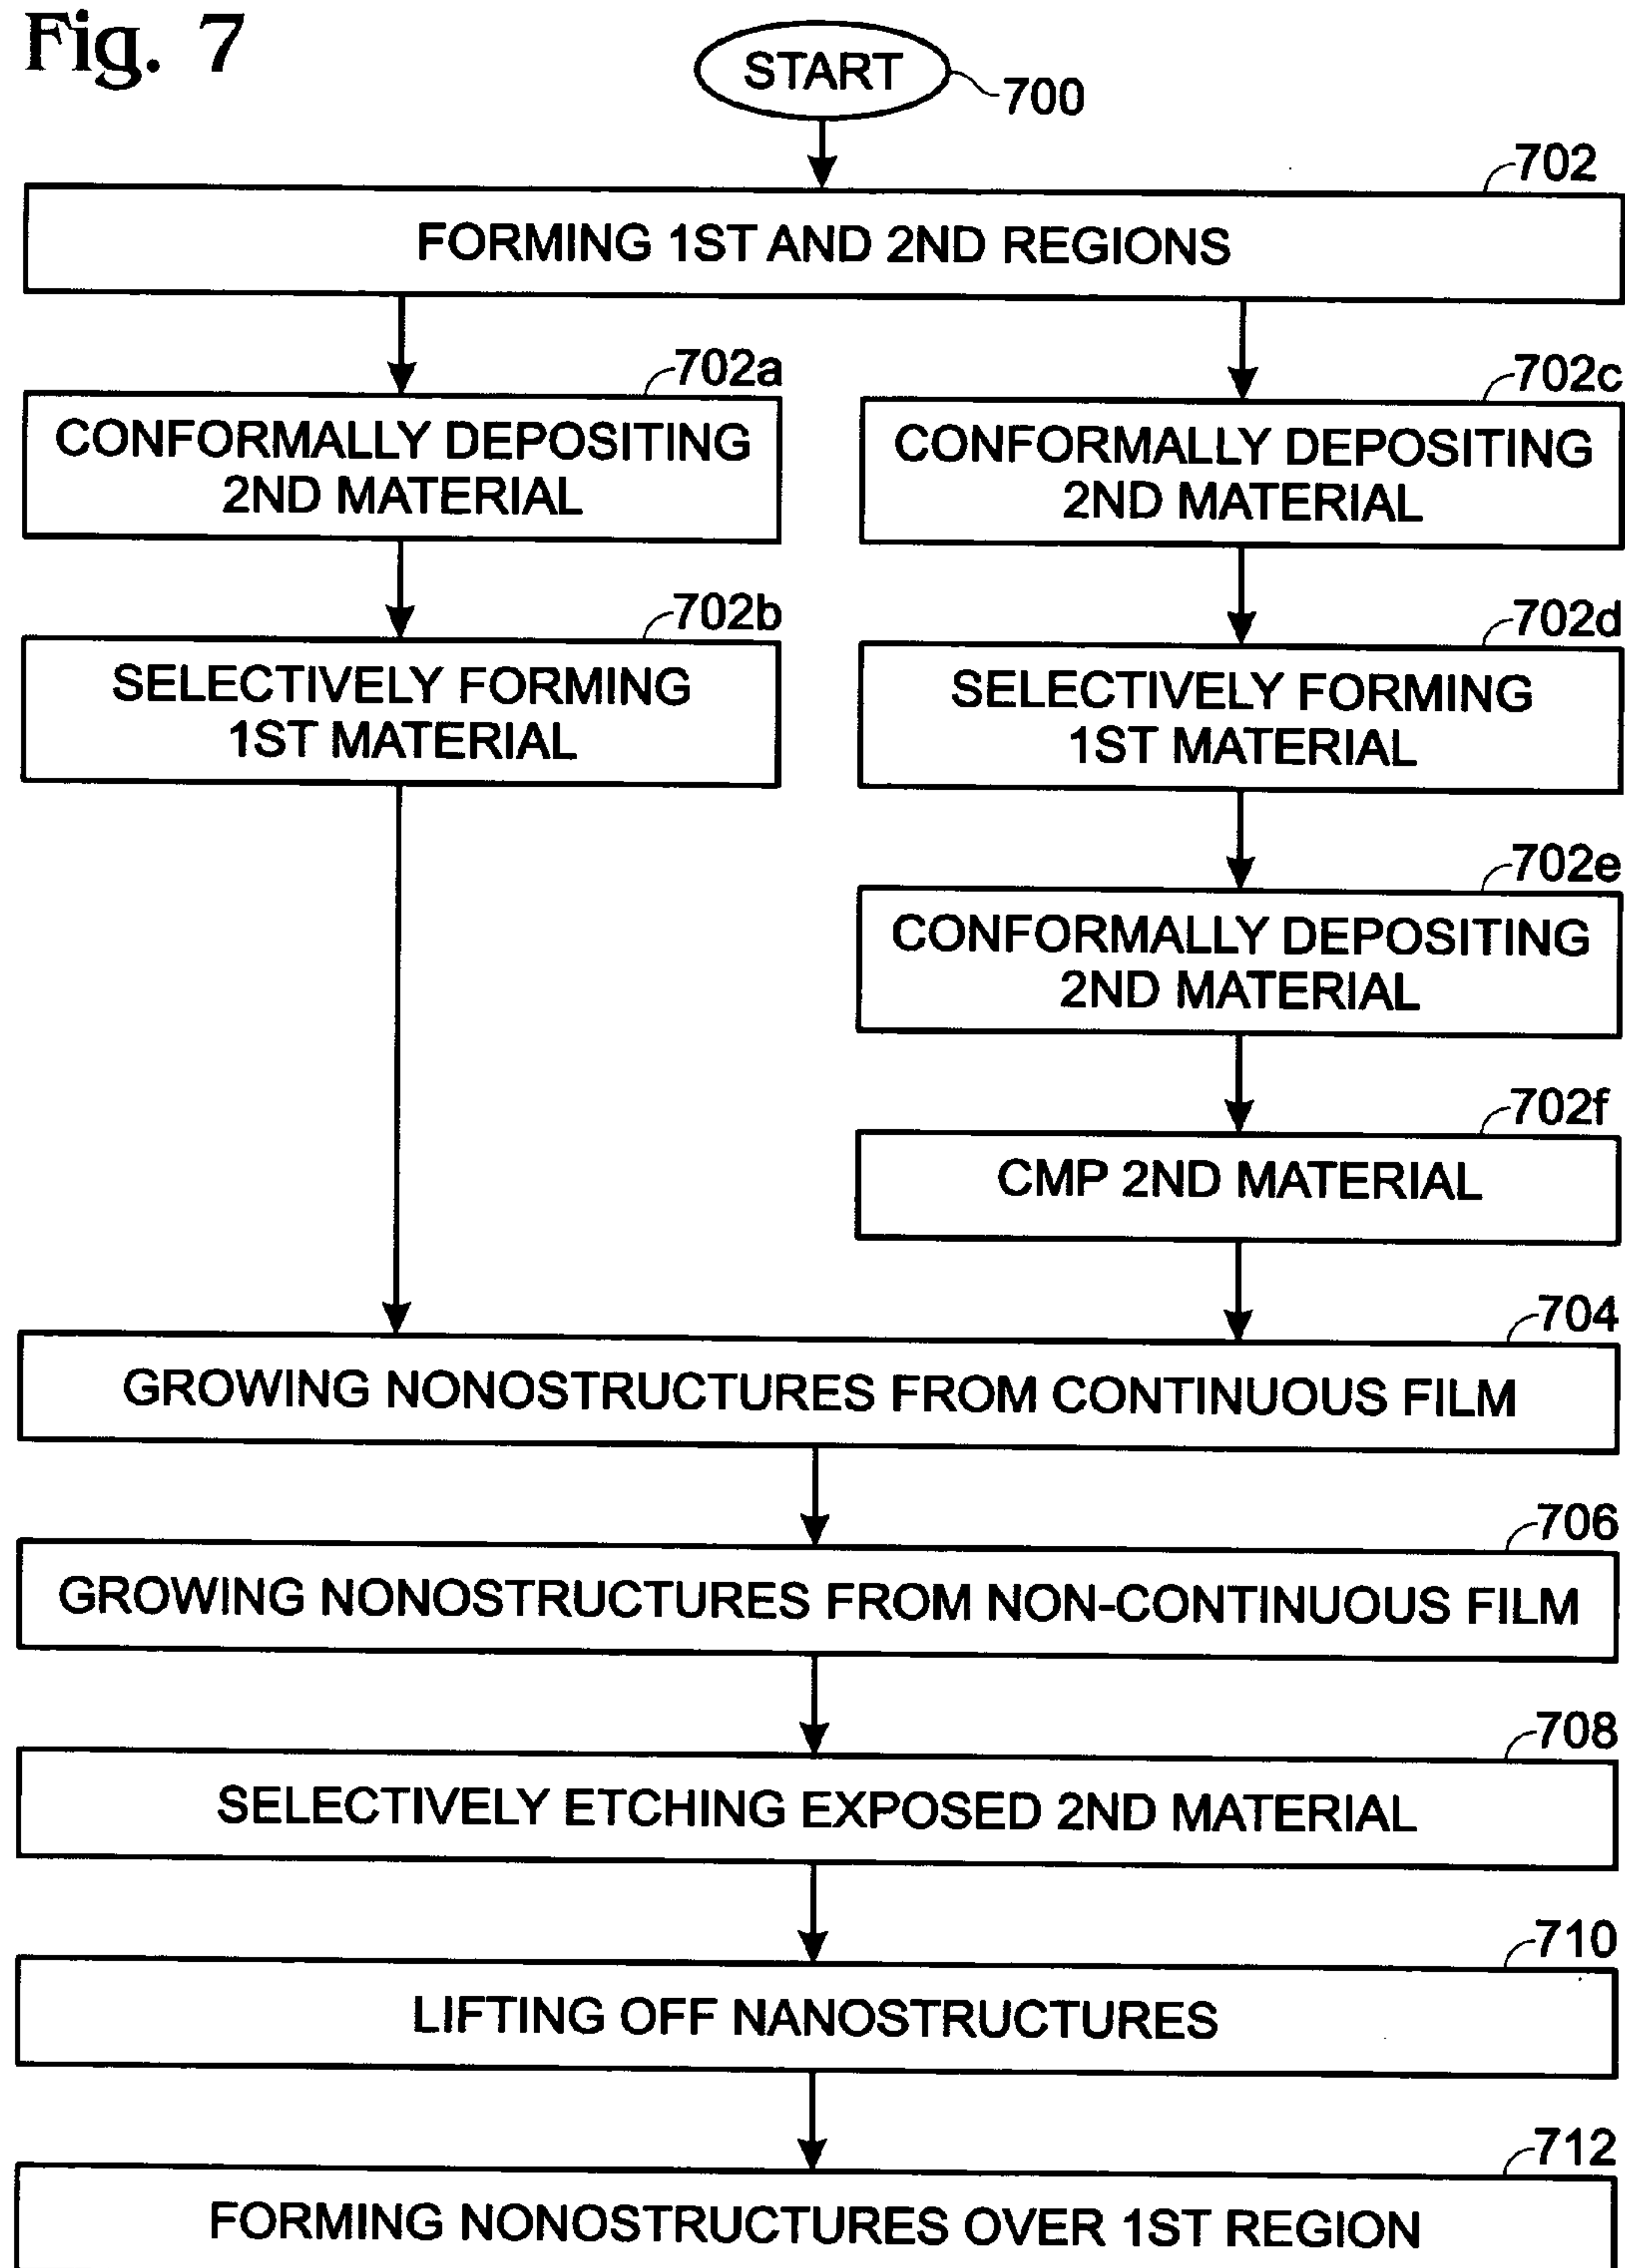 Fig. 7
START
700
702
FORMING 1ST AND 2ND REGIONS
702a
CONFORMALLY DEPOSITING
2ND MATERIAL
702b
SELECTIVELY FORMING
1ST MATERIAL
702c
CONFORMALLY DEPOSITING
2ND MATERIAL
702d
SELECTIVELY FORMING
1ST MATERIAL
702e
CONFORMALLY DEPOSITING
2ND MATERIAL
702f
CMP 2ND MATERIAL
704
GROWING NONOSTRUCTURES FROM CONTINUOUS FILM
706
GROWING NONOSTRUCTURES FROM NON-CONTINUOUS FILM
708
SELECTIVELY ETCHING EXPOSED 2ND MATERIAL
710
LIFTING OFF NANOSTRUCTURES
712
FORMING NONOSTRUCTURES OVER 1ST REGION